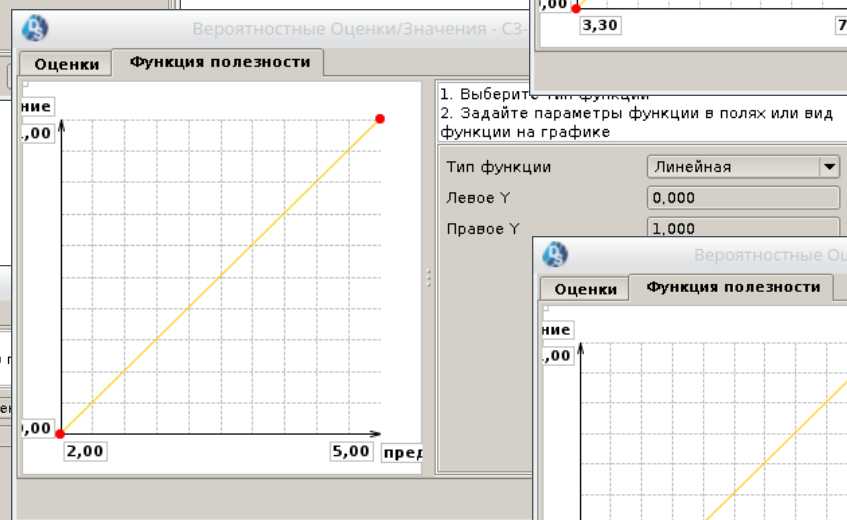 ,00
3,30
7
Вероятностные Оценки/Значения - С3-
Оценки
Функция полезности
ние
,00
,00
2,00
5,00
пред
1. Выберите тип функции
2. Задайте параметры функции в полях или вид
функции на графике
Тип функции
Линейная
Левое Y
0,000
Правое Y
1,000
Вероятностные Оц
Оценки
Функция полезности
ние
,00